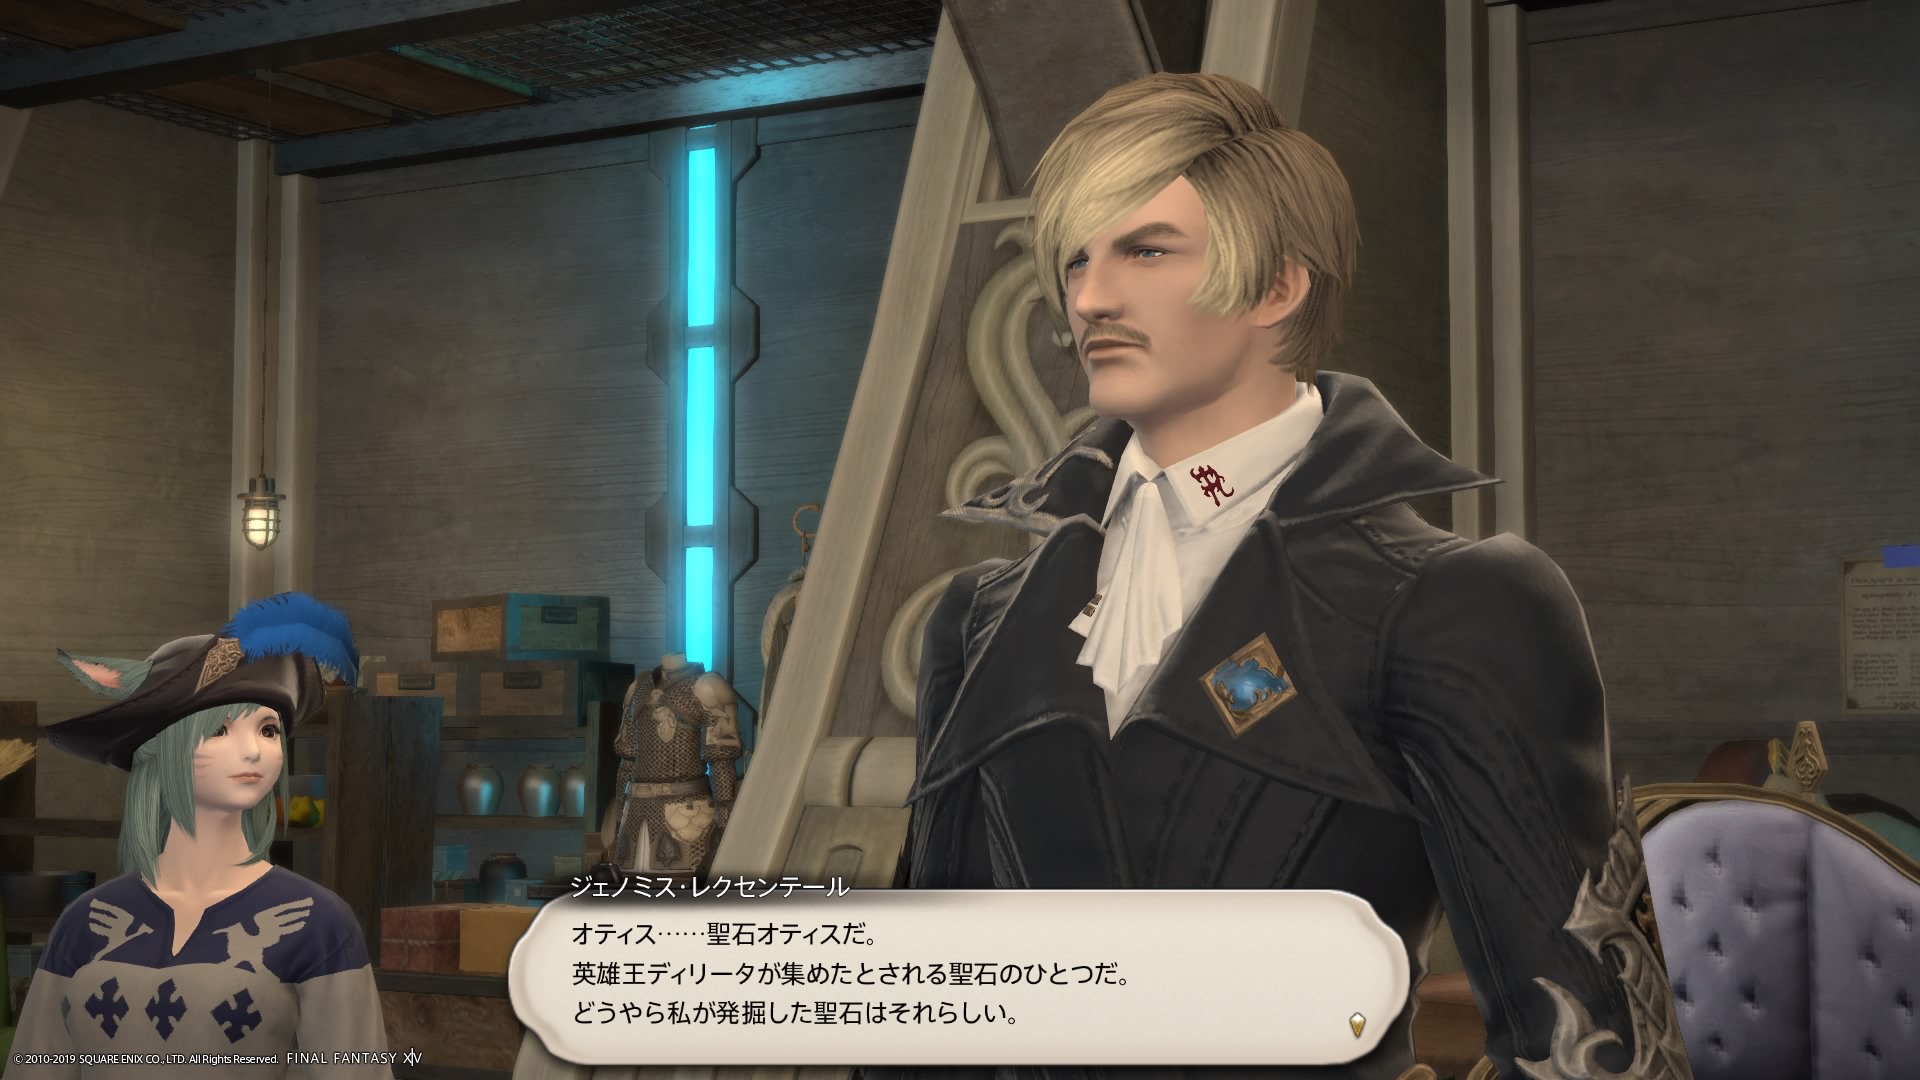 ジェノミス・レクセンテール
オティス……聖石オティスだ。
英雄王ディリータが集めたとされる聖石のひとつだ。
どうやら私が発掘した聖石はそれらしい。
© 2010-2019 SQUARE ENIX CO., LTD. All Rights Reserved. FINAL FANTASY XIV